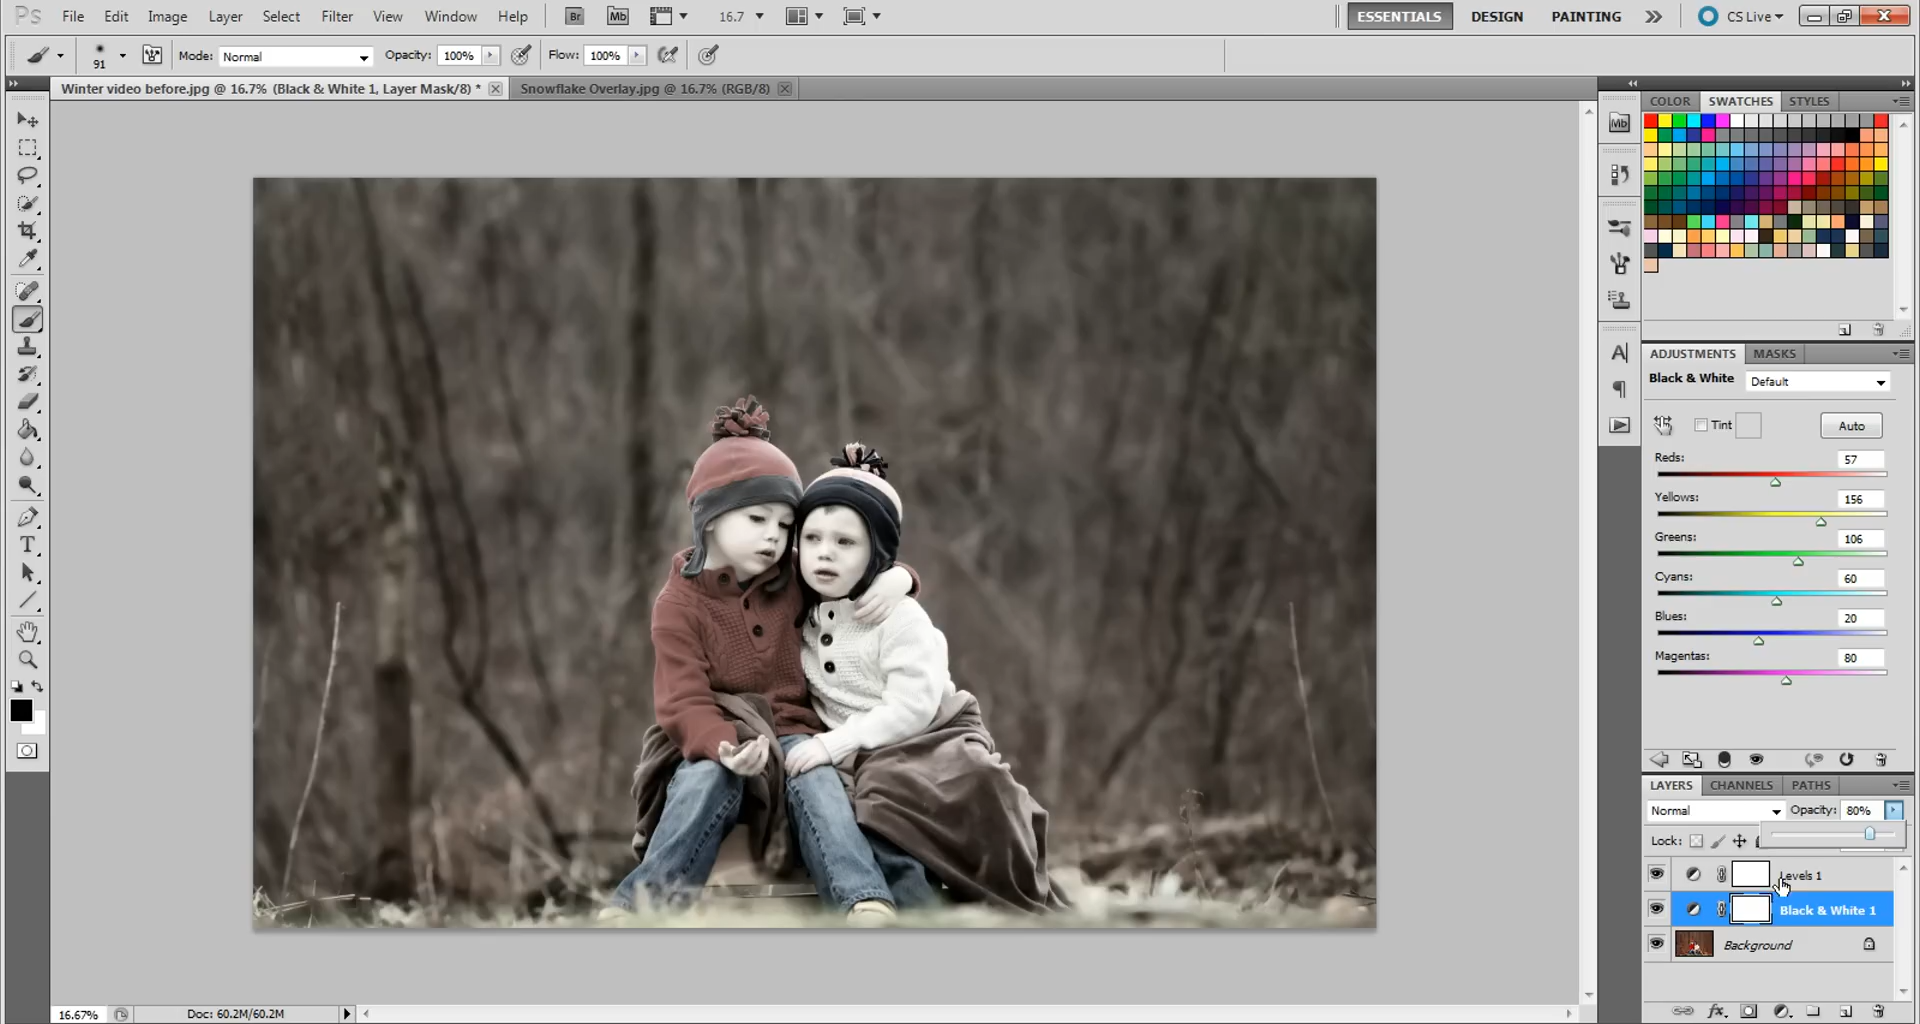 Ps File Edit Image Layer Select Filter View Window Help Br Mb 16.7 ESSENTIALS DESIGN PAINTING CS Live
91 Mode: Normal Opacity: 100% Flow: 100%
Winter video before.jpg @ 16.7% (Black & White 1, Layer Mask/8) * Snowflake Overlay.jpg @ 16.7% (RGB/8)
COLOR SWATCHES STYLES
Mb
ADJUSTMENTS MASKS
Black & White Default
Tint Auto
Reds: 57
Yellows: 156
Greens: 106
Cyans: 60
Blues: 20
Magentas: 80
LAYERS CHANNELS PATHS
Normal Opacity: 80%
Lock:
Levels 1
Black & White 1
Background
16.67% Doc: 60.2M/60.2M